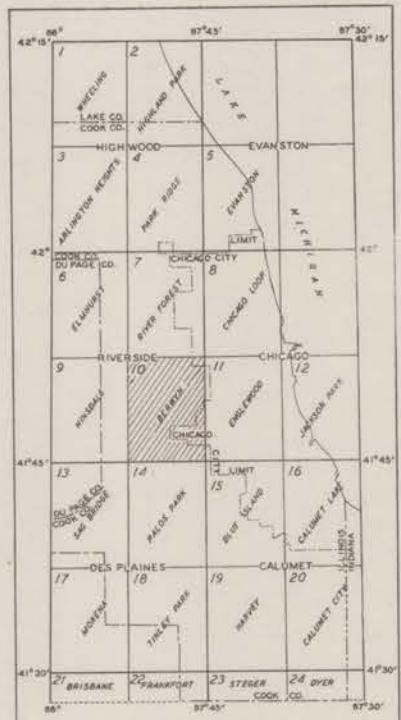 88° 87°45' 87°30'
42°15' 42°15'
1 2
WHEELING HIGHLAND PARK LAKE
LAKE CO.
COOK CO.
3 HIGHWOOD 4 5 EVANSTON
ARLINGTON HEIGHTS PARK RIDGE EVANSTON MICHIGAN
LIMIT
42° 42°
COOK CO.
DU PAGE CO.
6 7 CHICAGO CITY 8
ELMHURST RIVER FOREST CHICAGO LOOP
9 RIVERSIDE 10 11 CHICAGO 12
HINSDALE BERWYN ENGLEWOOD JACKSON PARK
CHICAGO CITY LIMIT
41°45' 41°45'
13 14 15 16
DU PAGE CO.
COOK CO.
SAG BRIDGE PALOS PARK BLUE ISLAND CALUMET LAKE
ILLINOIS
INDIANA
17 DES PLAINES 18 19 CALUMET 20
MOKENA TINLEY PARK HARVEY CALUMET CITY
41°30' 41°30'
21 BRISBANE 22 FRANKFORT 23 STEGER 24 DYER
COOK CO.
88° 87°45' 87°30'